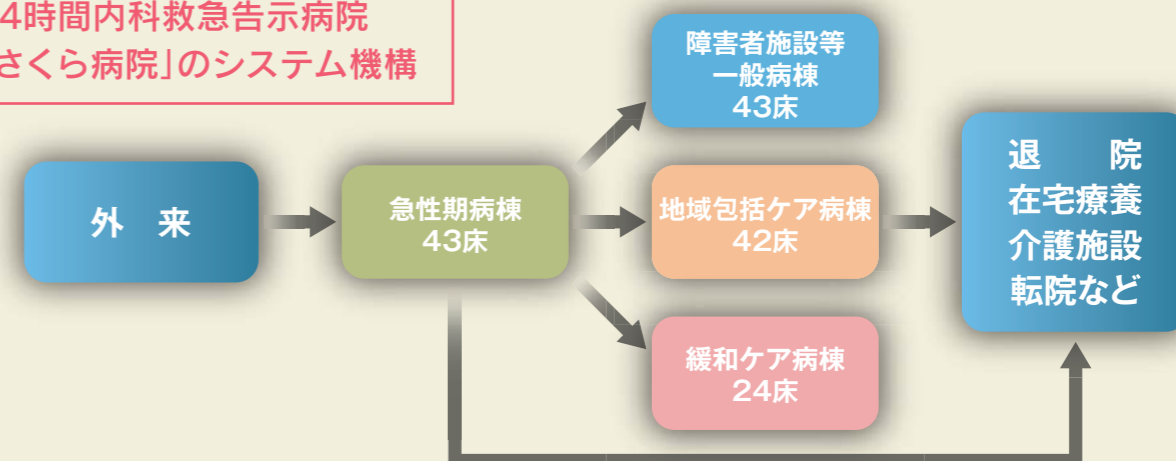 4時間内科救急告示病院
さくら病院」のシステム機構
外　来
急性期病棟
43床
障害者施設等
一般病棟
43床
地域包括ケア病棟
42床
緩和ケア病棟
24床
退　　院
在宅療養
介護施設
転院など